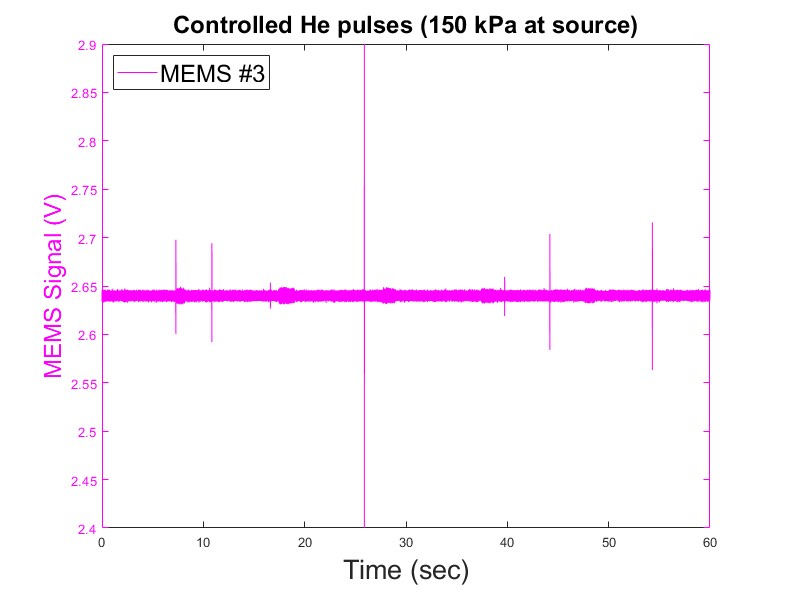 Controlled He pulses (150 kPa at source)
MEMS #3
MEMS Signal (V)
2.9
2.85
2.8
2.75
2.7
2.65
2.6
2.55
2.5
2.45
2.4
0 10 20 30 40 50 60
Time (sec)